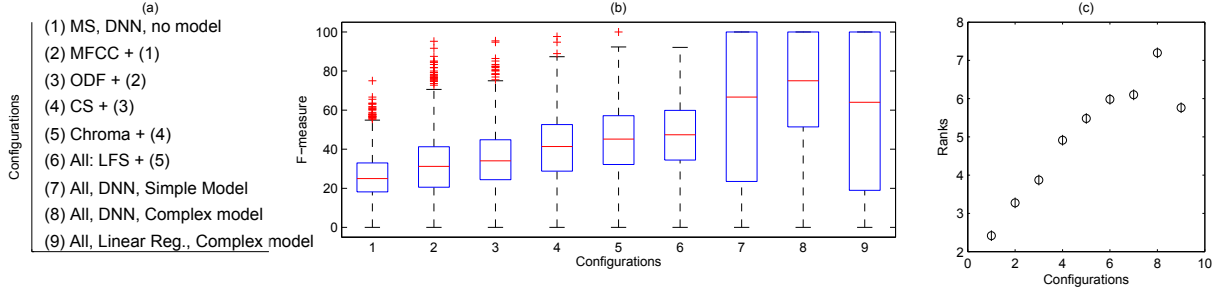 (a)
Configurations
(1) MS, DNN, no model
(2) MFCC + (1)
(3) ODF + (2)
(4) CS + (3)
(5) Chroma + (4)
(6) All: LFS + (5)
(7) All, DNN, Simple Model
(8) All, DNN, Complex model
(9) All, Linear Reg., Complex model
(b)
F-measure
100
80
60
40
20
0
1 2 3 4 5 6 7 8 9
Configurations
(c)
Ranks
8
7
6
5
4
3
2
0 2 4 6 8 10
Configurations